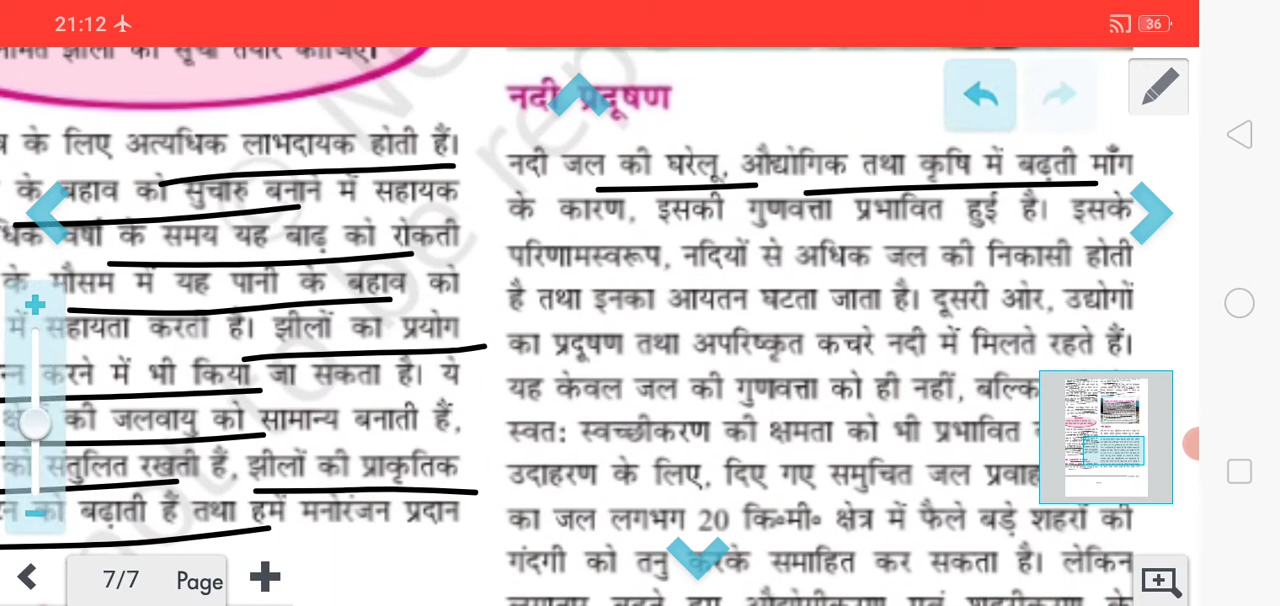 21:12
36
के लिए अत्यधिक लाभदायक होती हैं।
के बहाव को सुचारु बनाने में सहायक
वर्षा के समय यह बाढ़ को रोकती
के मौसम में यह पानी के बहाव को
में सहायता करती है। झीलों का प्रयोग
करने में भी किया जा सकता है। ये
की जलवायु को सामान्य बनाती हैं,
को संतुलित रखती हैं, झीलों की प्राकृतिक
को बढ़ाती हैं तथा हमें मनोरंजन प्रदान
नदी प्रदूषण
नदी जल की घरेलू, औद्योगिक तथा कृषि में बढ़ती माँग
के कारण, इसकी गुणवत्ता प्रभावित हुई है। इसके
परिणामस्वरूप, नदियों से अधिक जल की निकासी होती
है तथा इनका आयतन घटता जाता है। दूसरी ओर, उद्योगों
का प्रदूषण तथा अपरिष्कृत कचरे नदी में मिलते रहते हैं।
यह केवल जल की गुणवत्ता को ही नहीं, बल्कि
स्वत: स्वच्छीकरण की क्षमता को भी प्रभावित
उदाहरण के लिए, दिए गए समुचित जल प्रवाह
का जल लगभग 20 कि॰मी॰ क्षेत्र में फैले बड़े शहरों की
गंदगी को तनु करके समाहित कर सकता है। लेकिन
7/7 Page